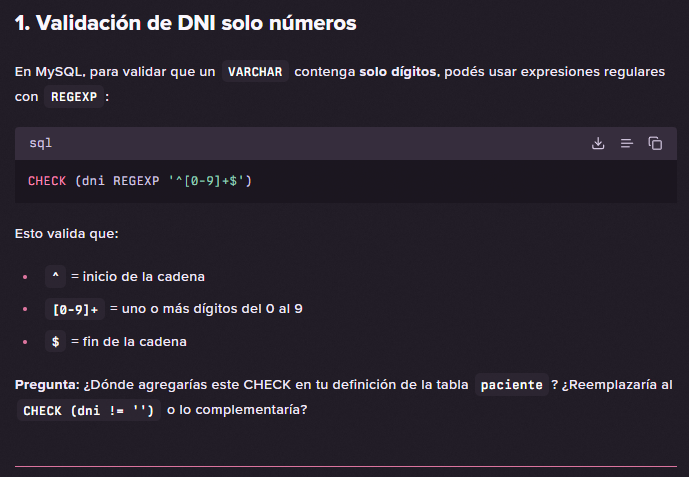 1. Validación de DNI solo números
En MySQL, para validar que un VARCHAR contenga solo dígitos, podés usar expresiones regulares
con REGEXP :
sql
CHECK (dni REGEXP '^[0-9]+$')
Esto valida que:
• ^ = inicio de la cadena
• [0-9]+ = uno o más dígitos del 0 al 9
• $ = fin de la cadena
Pregunta: ¿Dónde agregarías este CHECK en tu definición de la tabla paciente ? ¿Reemplazaría al
CHECK (dni != '') o lo complementaría?